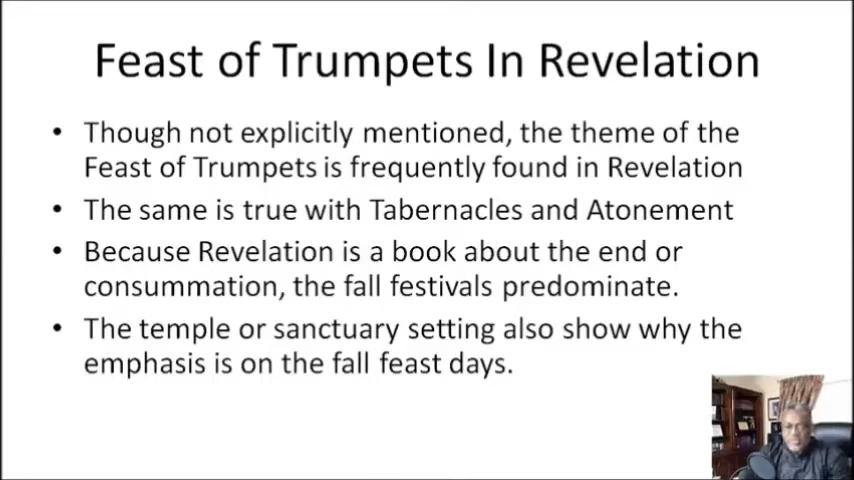 Feast of Trumpets In Revelation
• Though not explicitly mentioned, the theme of the
Feast of Trumpets is frequently found in Revelation
• The same is true with Tabernacles and Atonement
• Because Revelation is a book about the end or
consummation, the fall festivals predominate.
• The temple or sanctuary setting also show why the
emphasis is on the fall feast days.